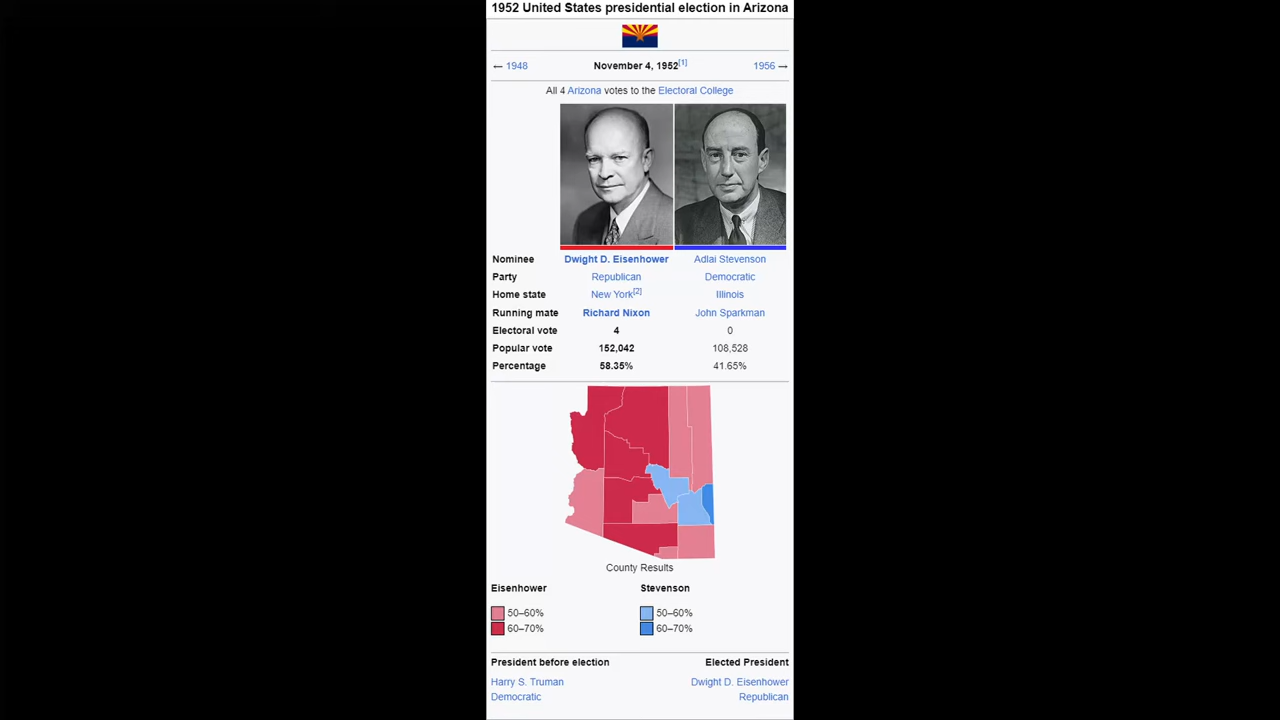 1952 United States presidential election in Arizona
← 1948 November 4, 1952[1] 1956 →
All 4 Arizona votes to the Electoral College
Nominee Dwight D. Eisenhower Adlai Stevenson
Party Republican Democratic
Home state New York[2] Illinois
Running mate Richard Nixon John Sparkman
Electoral vote 4 0
Popular vote 152,042 108,528
Percentage 58.35% 41.65%
County Results
Eisenhower Stevenson
50–60% 50–60%
60–70% 60–70%
President before election Elected President
Harry S. Truman Dwight D. Eisenhower
Democratic Republican